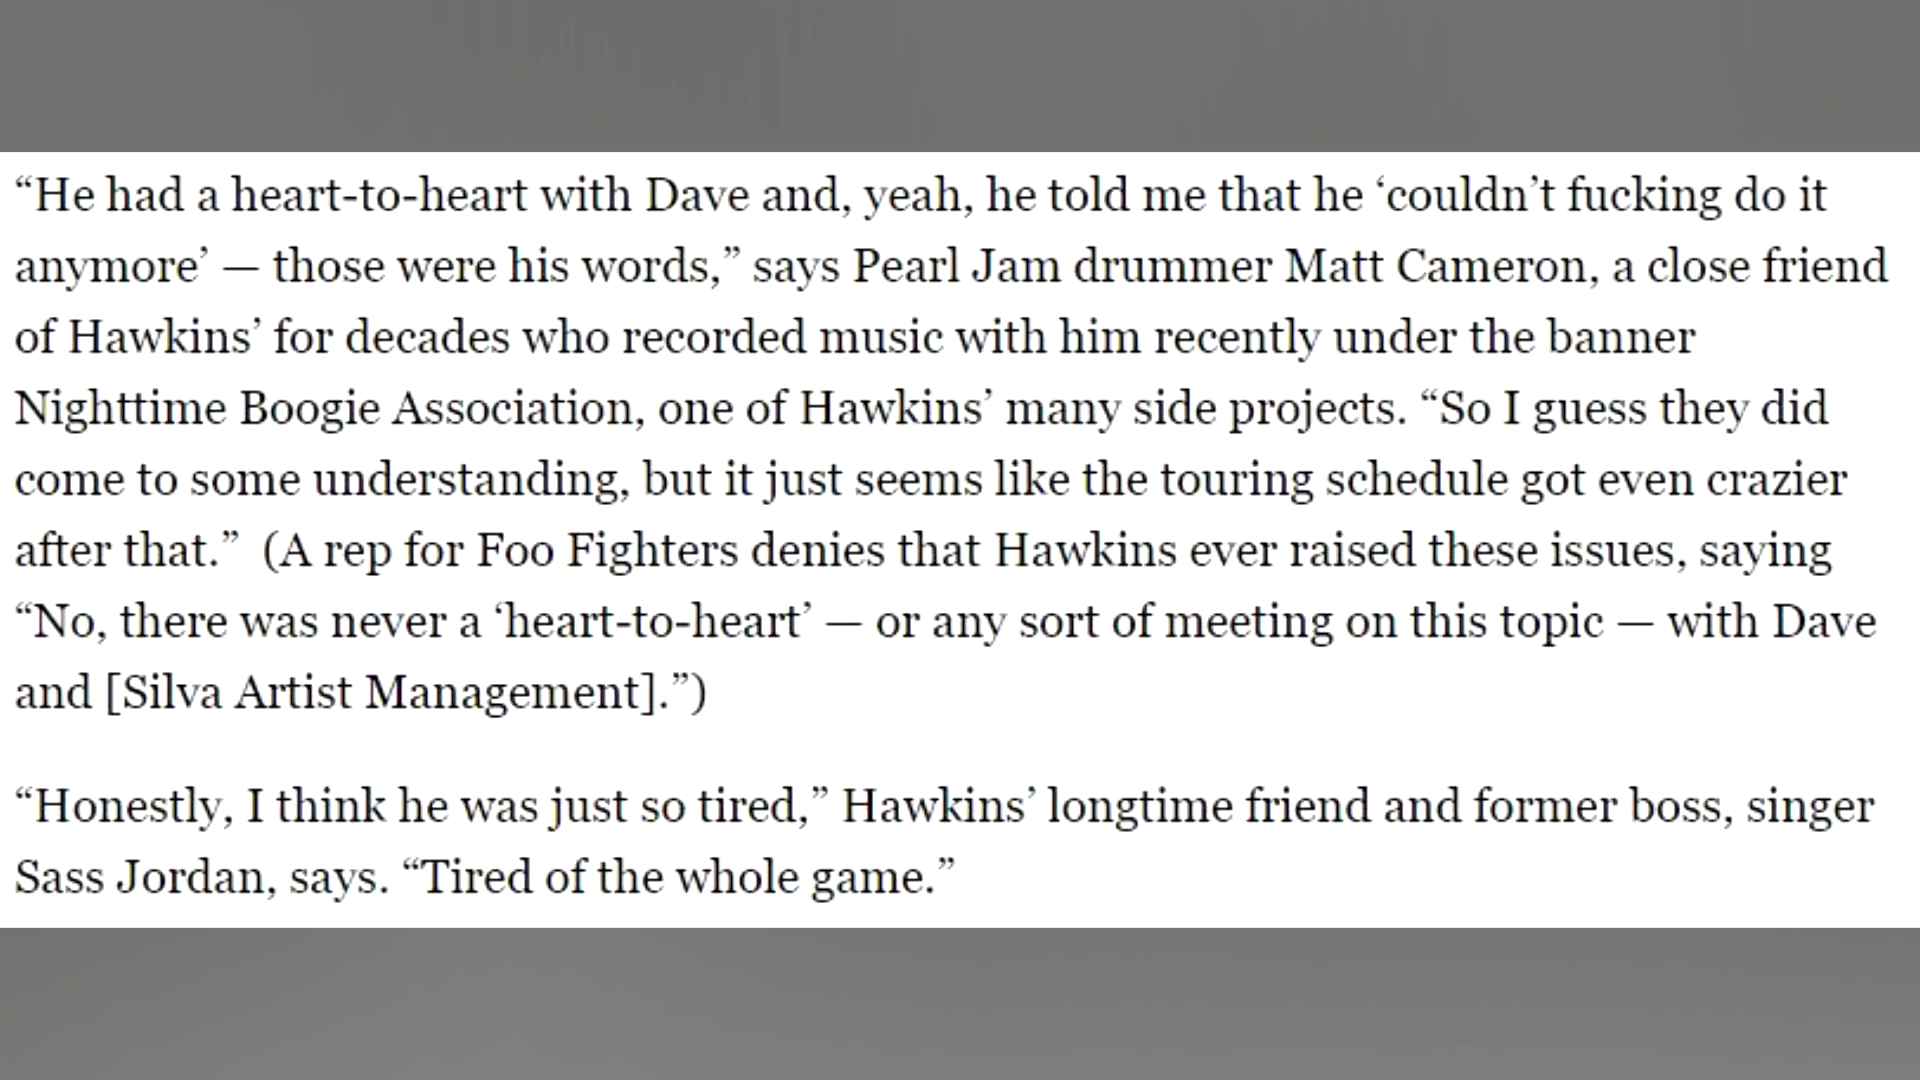 “He had a heart-to-heart with Dave and, yeah, he told me that he ‘couldn’t fucking do it
anymore’ — those were his words,” says Pearl Jam drummer Matt Cameron, a close friend
of Hawkins’ for decades who recorded music with him recently under the banner
Nighttime Boogie Association, one of Hawkins’ many side projects. “So I guess they did
come to some understanding, but it just seems like the touring schedule got even crazier
after that.”  (A rep for Foo Fighters denies that Hawkins ever raised these issues, saying
“No, there was never a ‘heart-to-heart’ — or any sort of meeting on this topic — with Dave
and [Silva Artist Management].”)
“Honestly, I think he was just so tired,” Hawkins’ longtime friend and former boss, singer
Sass Jordan, says. “Tired of the whole game.”